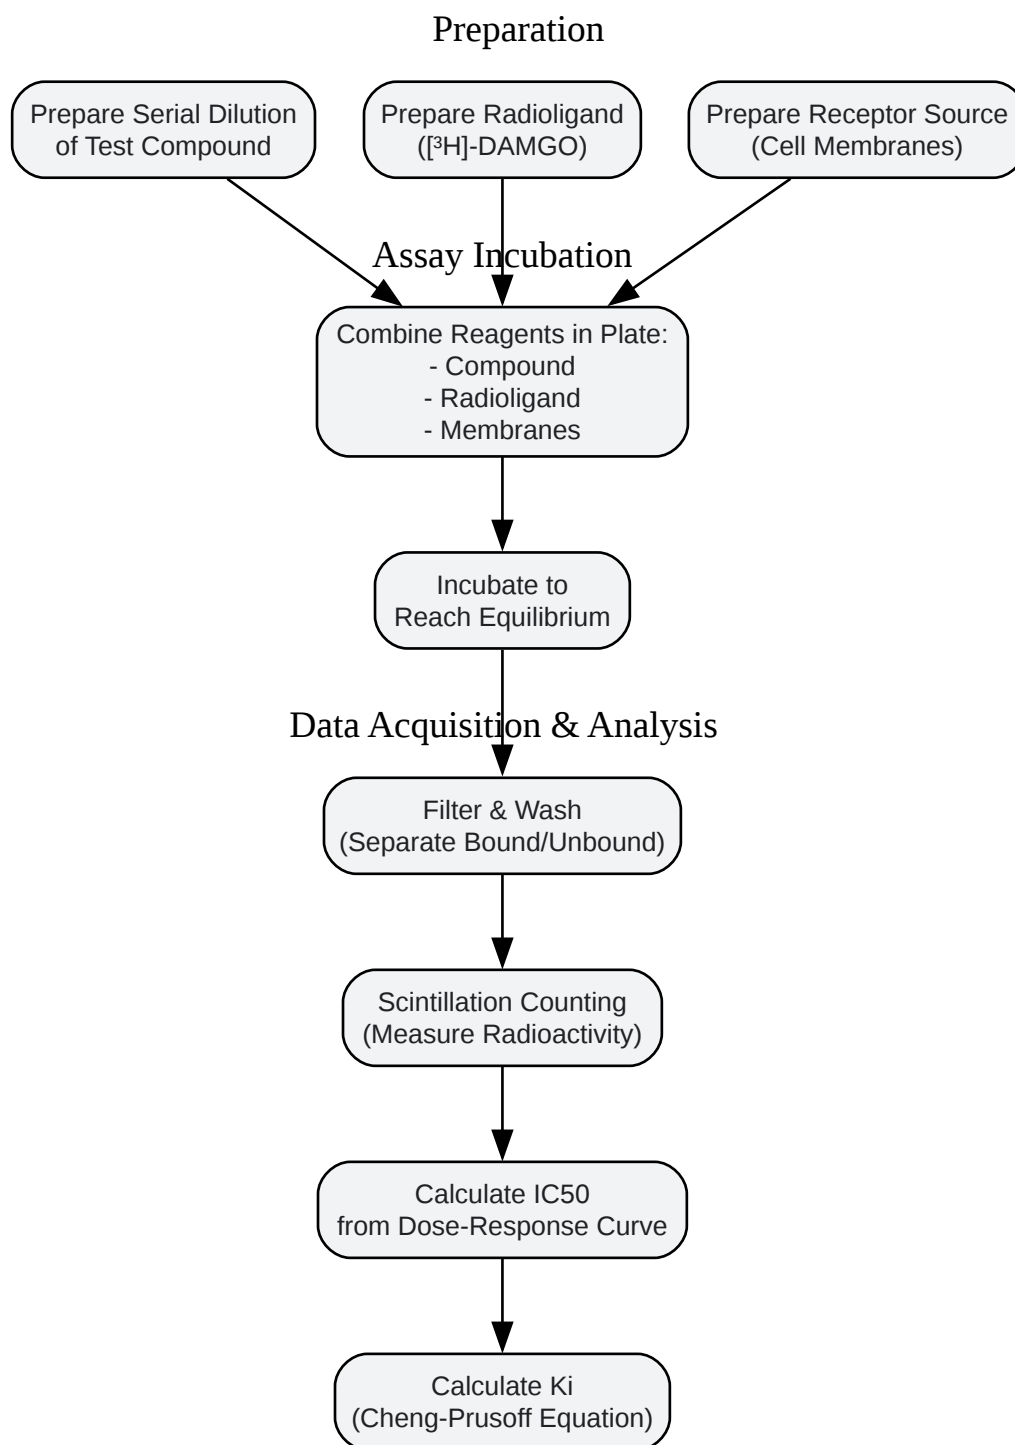 Preparation
Prepare Serial Dilution
of Test Compound
Prepare Radioligand
([³H]-DAMGO)
Prepare Receptor Source
(Cell Membranes)
Assay Incubation
Combine Reagents in Plate:
- Compound
- Radioligand
- Membranes
Incubate to
Reach Equilibrium
Data Acquisition & Analysis
Filter & Wash
(Separate Bound/Unbound)
Scintillation Counting
(Measure Radioactivity)
Calculate IC50
from Dose-Response Curve
Calculate Ki
(Cheng-Prusoff Equation)